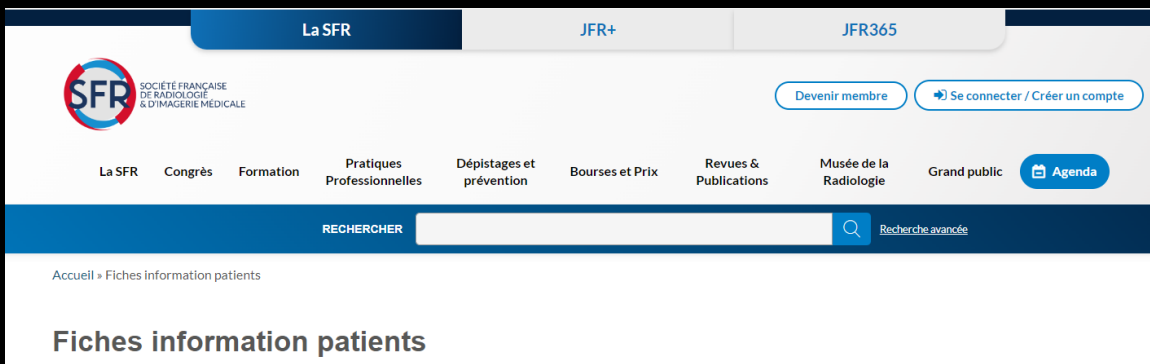 La SFR
JFR+
JFR365
SFR
SOCIÉTÉ FRANÇAISE
DE RADIOLOGIE
& D'IMAGERIE MÉDICALE
Devenir membre
Se connecter / Créer un compte
La SFR
Congrès
Formation
Pratiques
Professionnelles
Dépistages et
prévention
Bourses et Prix
Revues &
Publications
Musée de la
Radiologie
Grand public
Agenda
RECHERCHER
Recherche avancée
Accueil » Fiches information patients
Fiches information patients